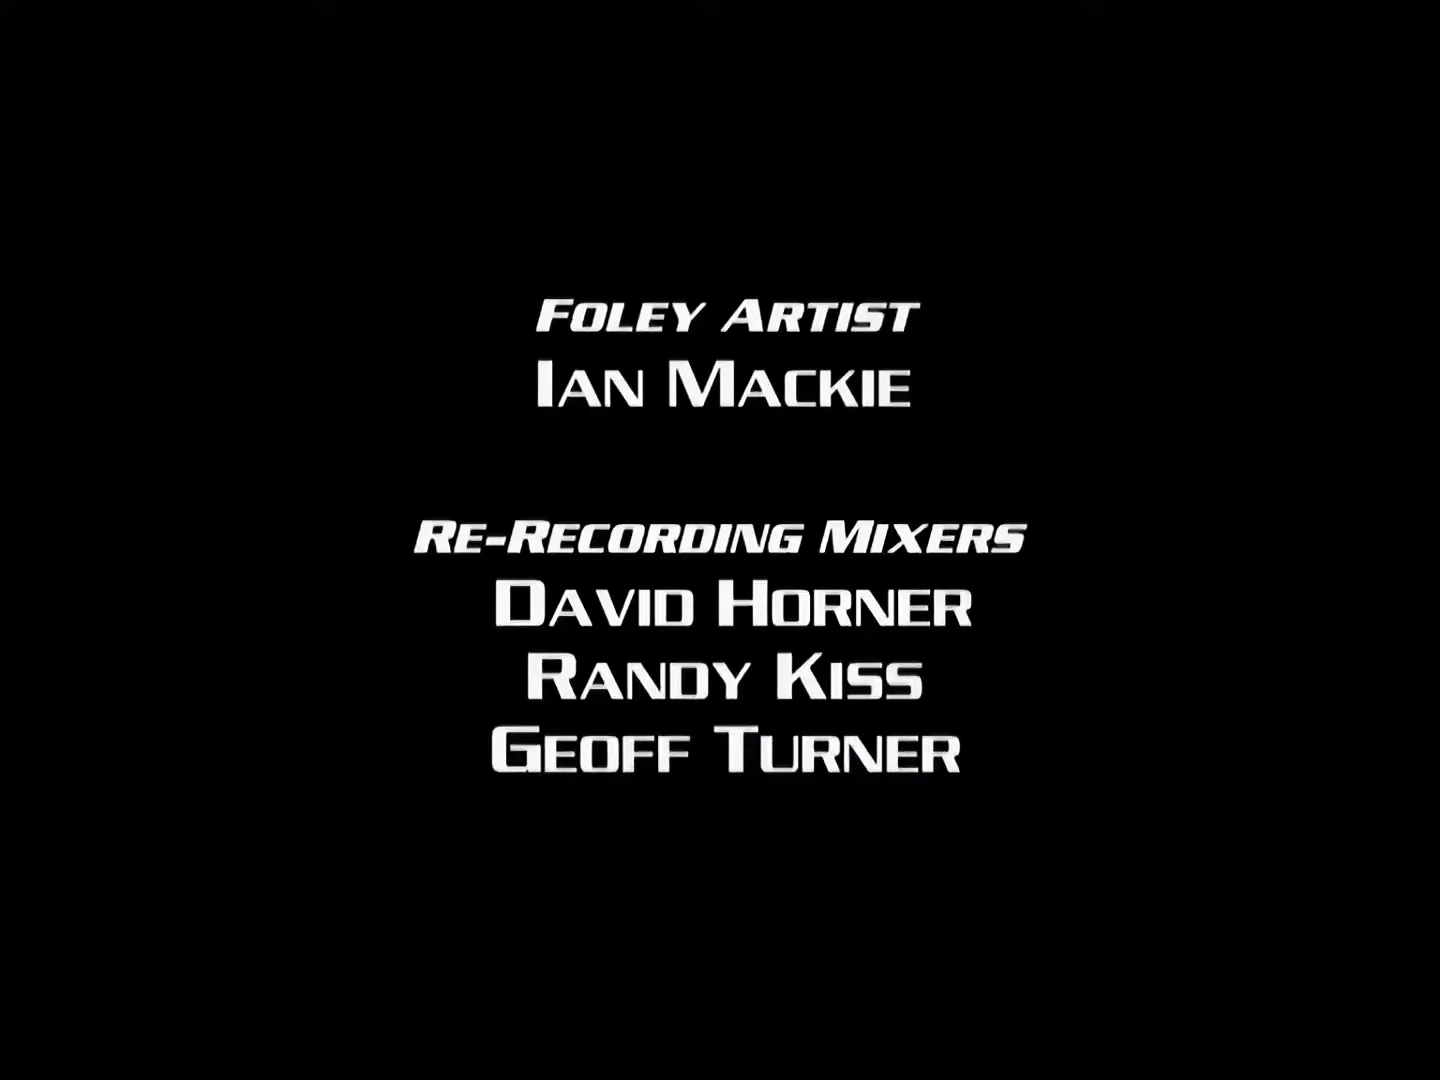 Foley Artist
Ian Mackie
Re-Recording Mixers
David Horner
Randy Kiss
Geoff Turner